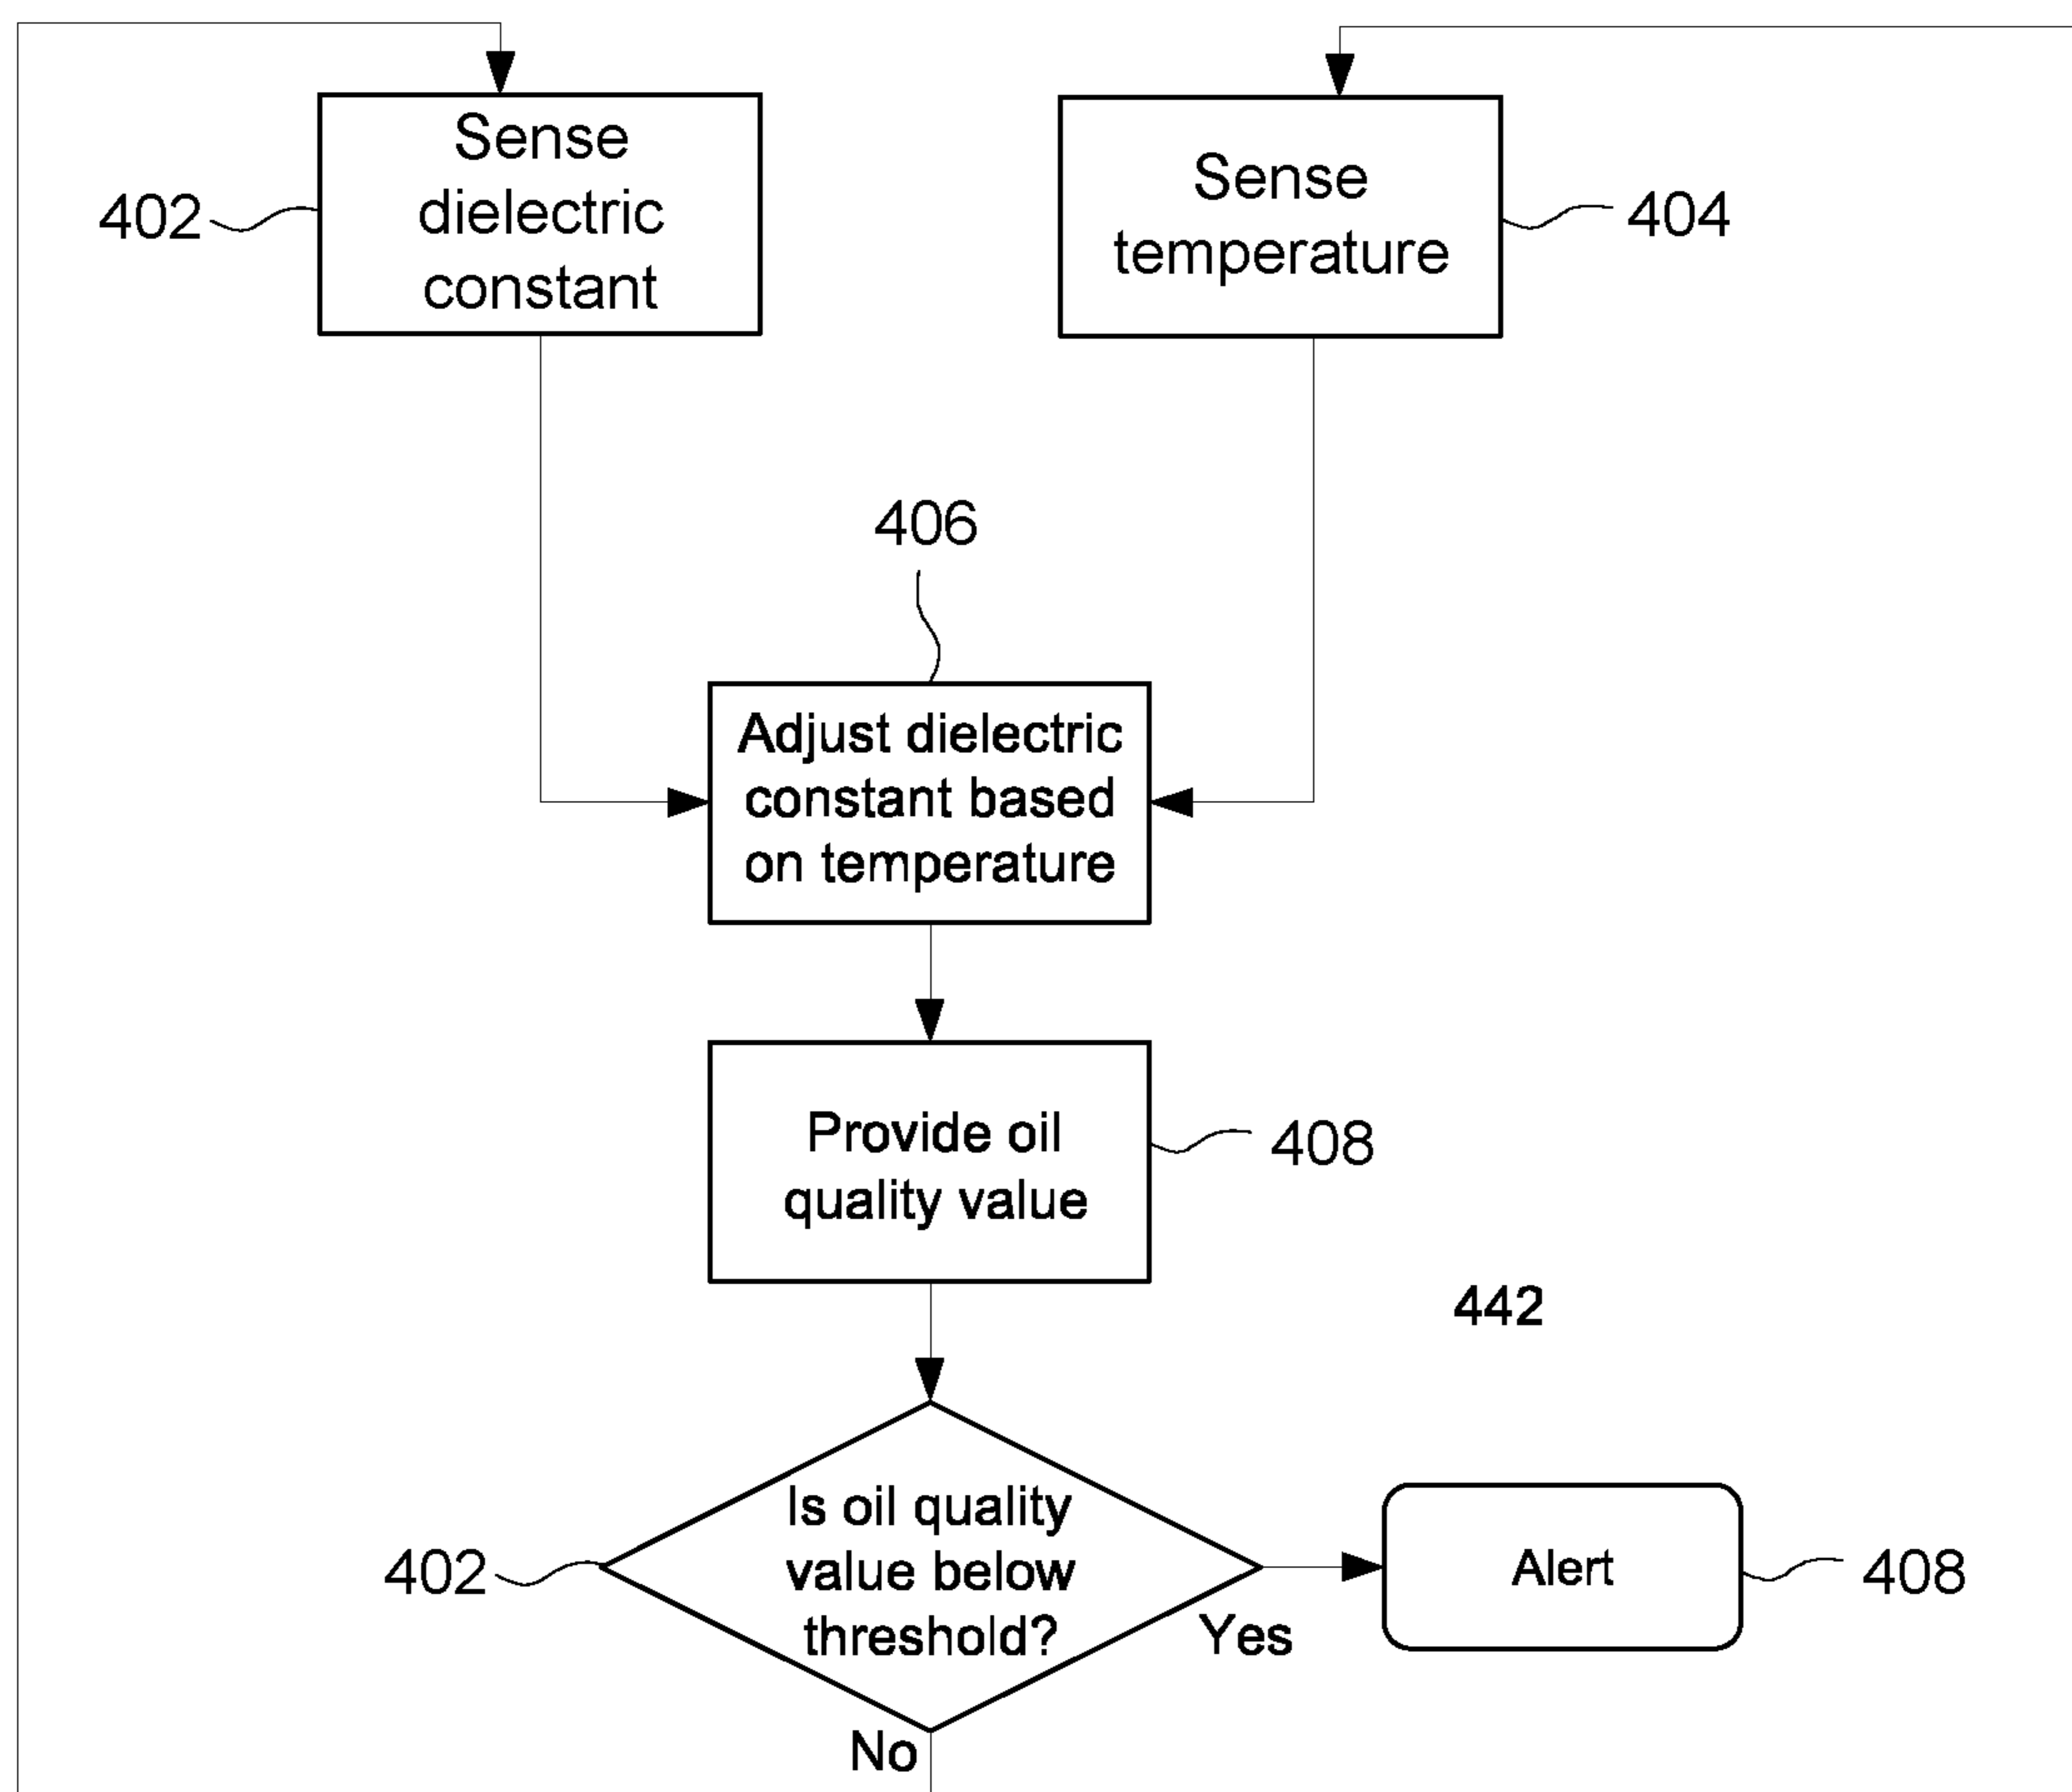 Sense
dielectric
constant
402
Sense
temperature
404
406
Adjust dielectric
constant based
on temperature
Provide oil
quality value
408
442
Is oil quality
value below
threshold?
402
Yes
Alert
408
No